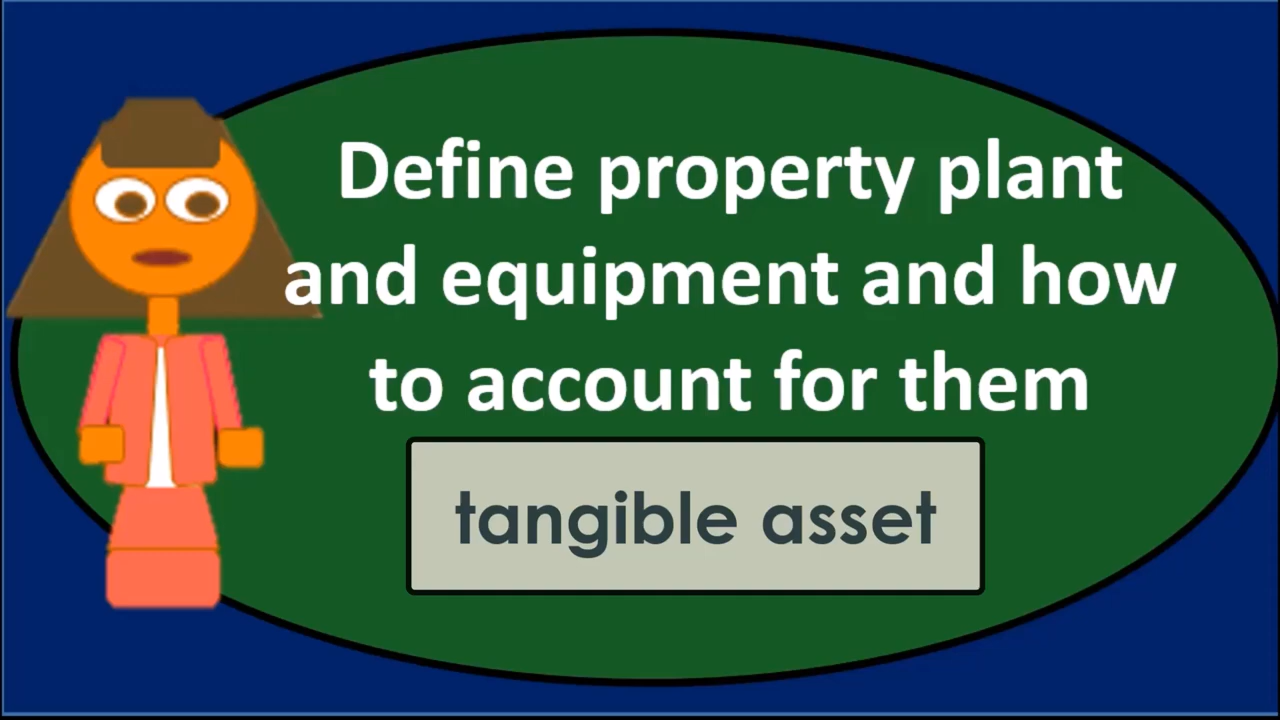 Define property plant
and equipment and how
to account for them
tangible asset